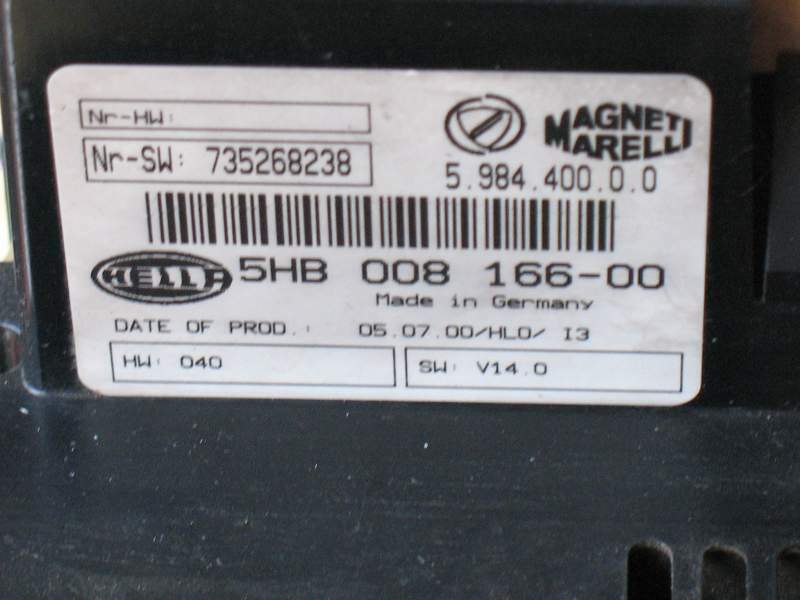 Nr-HW:
Nr-SW: 735268238
MAGNETI
MARELLI
5.984.400.0.0
HELLA 5HB 008 166-00
Made in Germany
DATE OF PROD.: 05.07.00/HLO/ I3
HW: 040
SW: V14.0